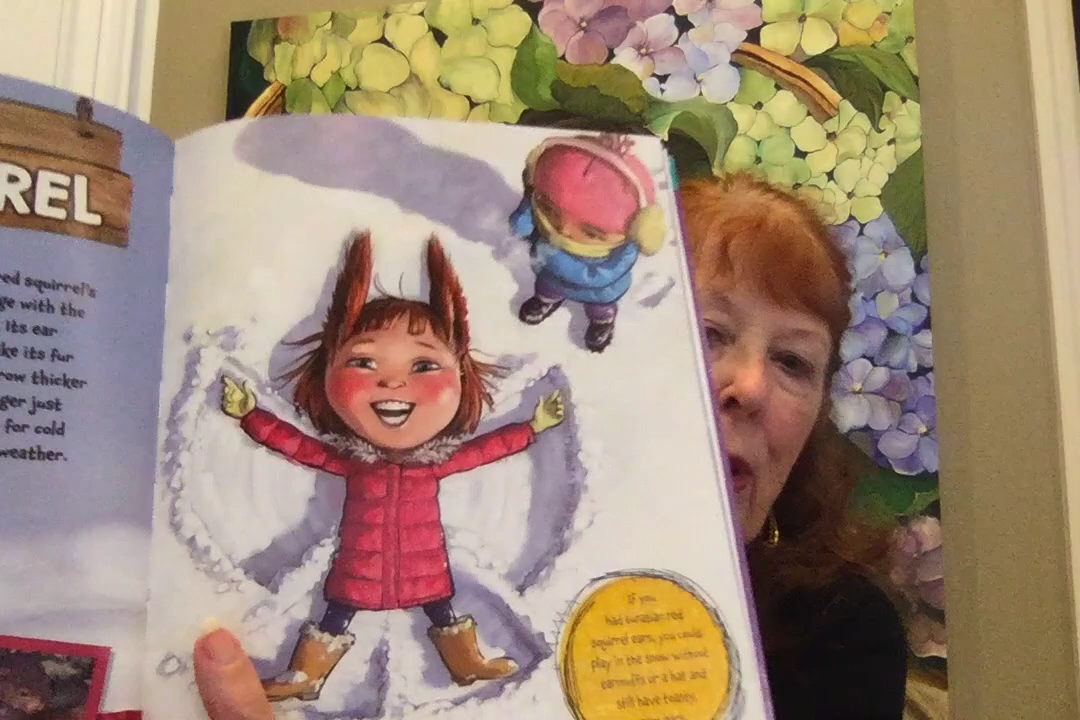 REL
ed squirrel's
ge with the
Its ear
ke its fur
row thicker
ger just
for cold
weather.
If you
had eurasian red
squirrel ears, you could
play in the snow without
earmuffs or a hat and
still have toasty,